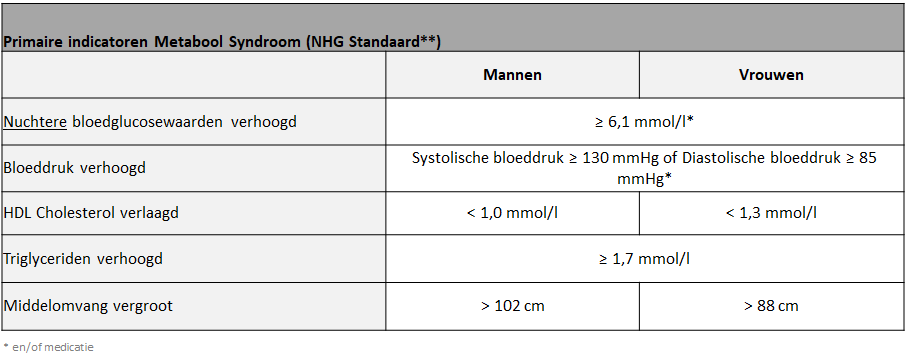 Primaire indicatoren Metabool Syndroom (NHG Standaard**)
Mannen
Vrouwen
Nuchtere bloedglucosewaarden verhoogd
≥ 6,1 mmol/l*
Bloeddruk verhoogd
Systolische bloeddruk ≥ 130 mmHg of Diastolische bloeddruk ≥ 85
mmHg*
HDL Cholesterol verlaagd
< 1,0 mmol/l
< 1,3 mmol/l
Triglyceriden verhoogd
≥ 1,7 mmol/l
Middelomvang vergroot
> 102 cm
> 88 cm
* en/of medicatie